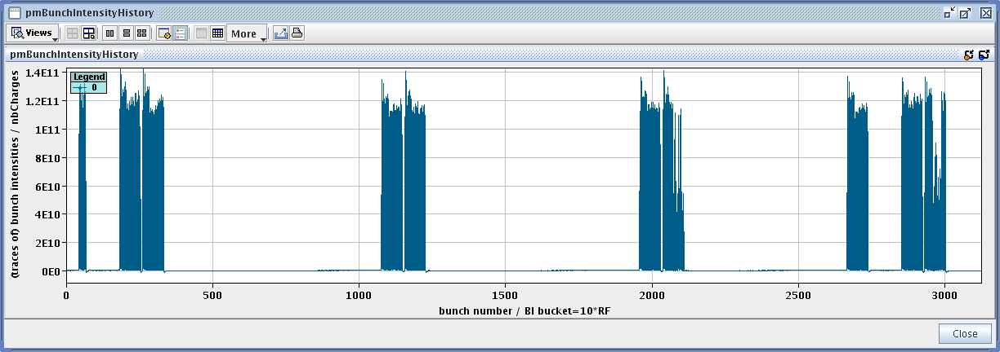 pmBunchIntensityHistory
Views More
pmBunchIntensityHistory
(traces of) bunch intensities / nbCharges
Legend
0
1.4E11
1.2E11
1E11
8E10
6E10
4E10
2E10
0E0
0 500 1000 1500 2000 2500 3000
bunch number / BI bucket=10*RF
Close